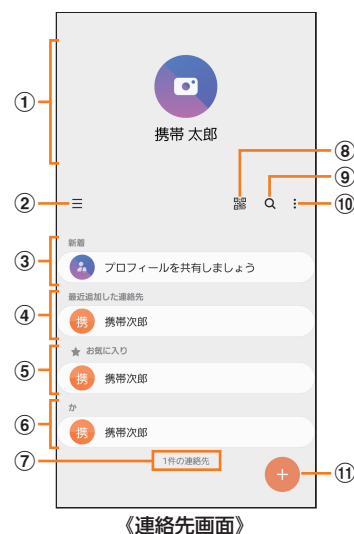 ①
携帯 太郎
⑧
②
⑨
⑩
新着
③
プロフィールを共有しましょう
最近追加した連絡先
④
携 携帯次郎
★ お気に入り
⑤
携 携帯次郎
か
⑥
携 携帯次郎
⑦
1件の連絡先
+
⑪
《連絡先画面》